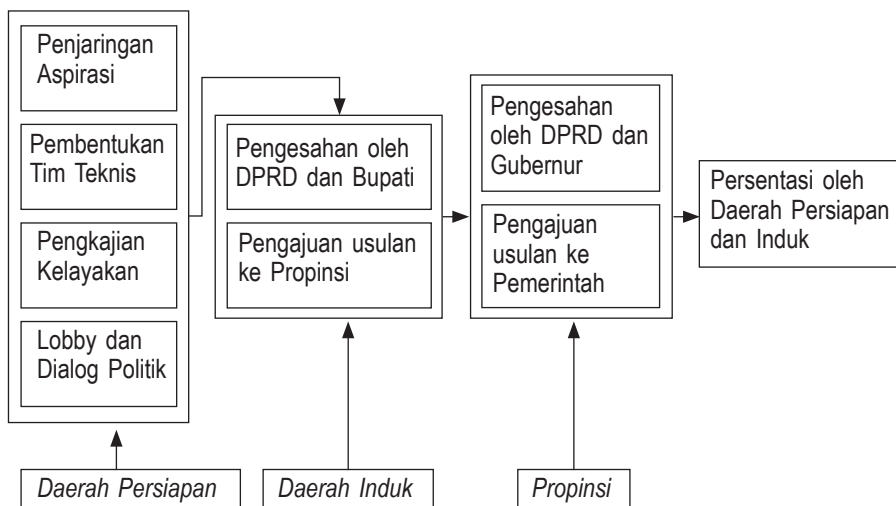 Penjaringan
Aspirasi
Pembentukan
Tim Teknis
Pengkajian
Kelayakan
Lobby dan
Dialog Politik
Pengesahan oleh
DPRD dan Bupati
Pengajuan usulan
ke Propinsi
Pengesahan
oleh DPRD dan
Gubernur
Pengajuan
usulan ke
Pemerintah
Persentasi oleh
Daerah Persiapan
dan Induk
Daerah Persiapan
Daerah Induk
Propinsi